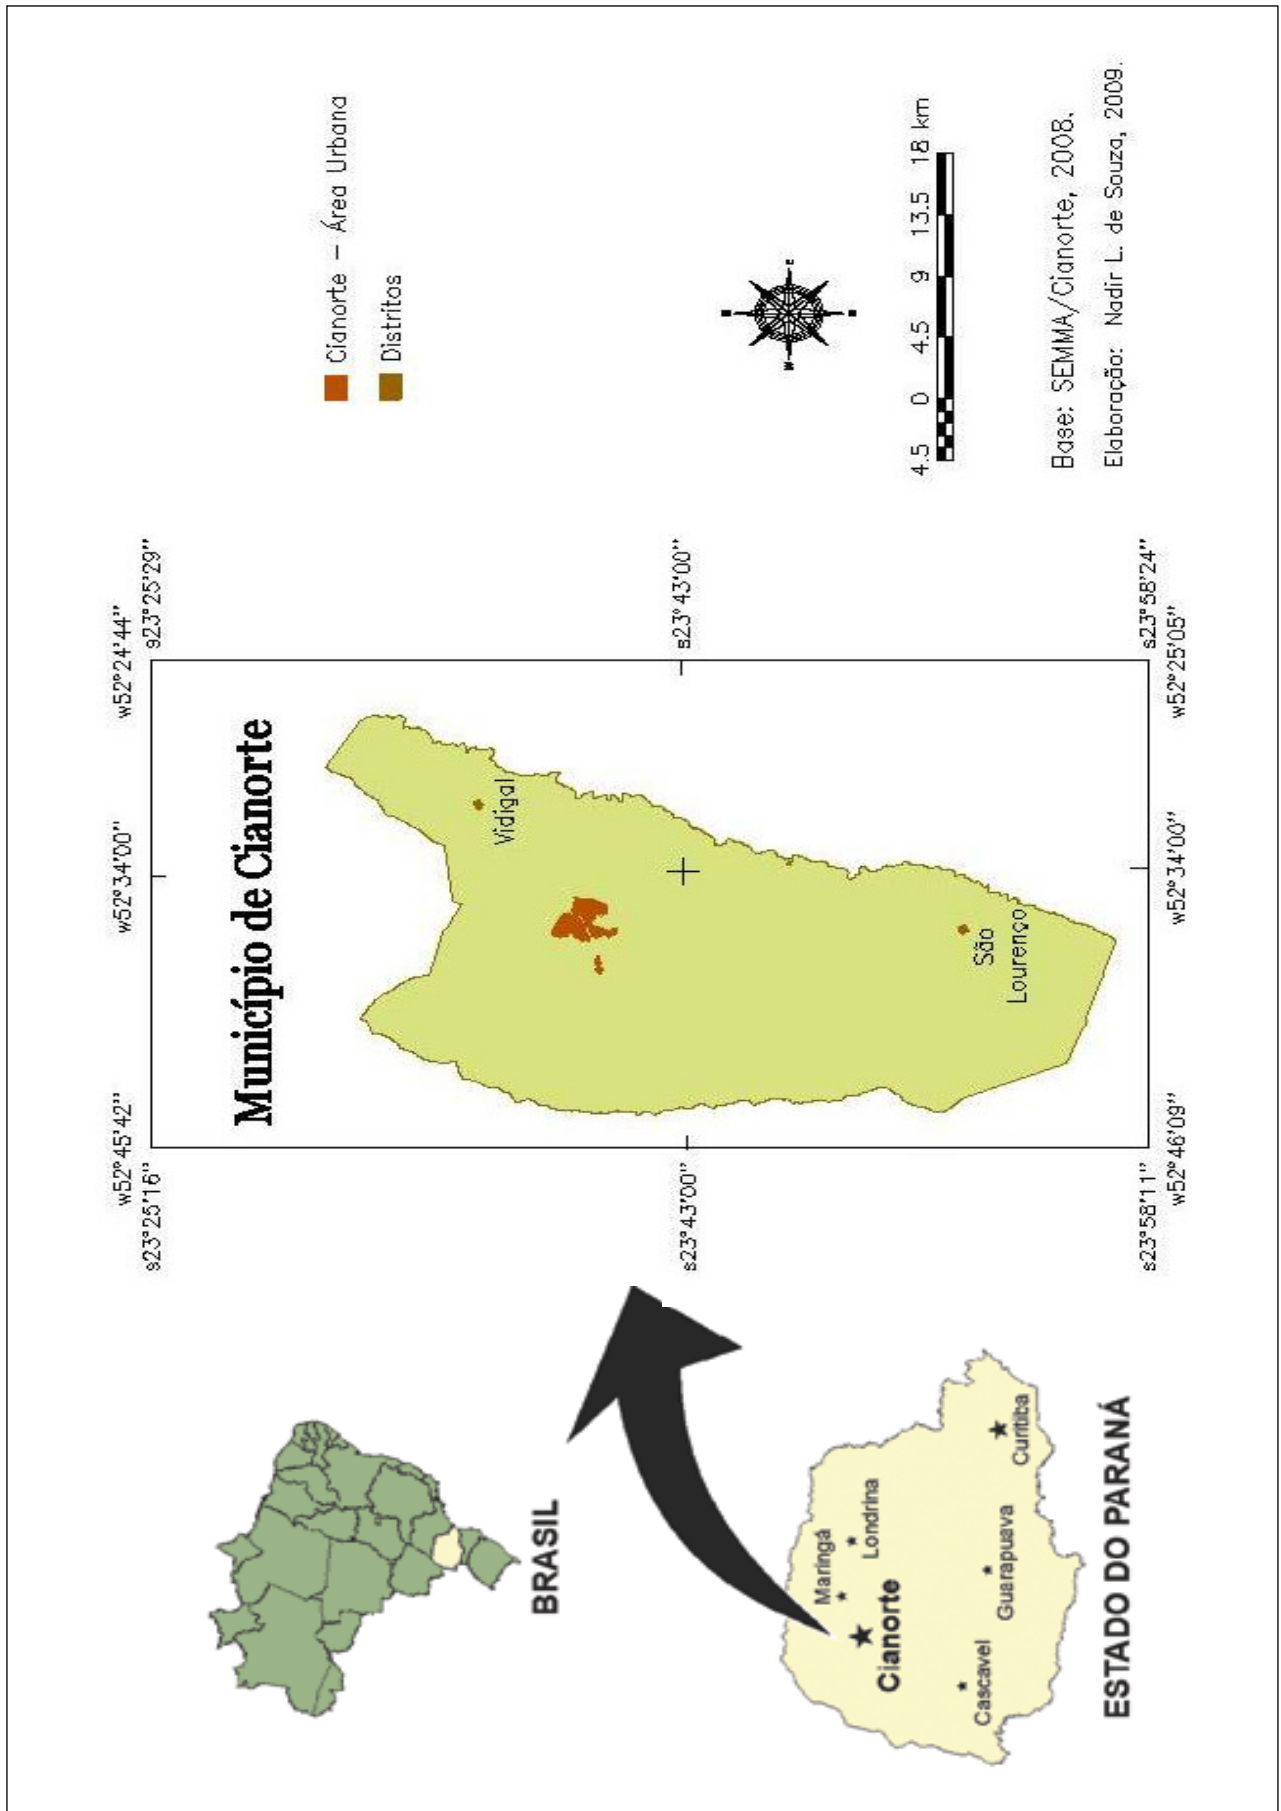 BRASIL
Maringá
Londrina
Cianorte
Cascavel
Guarapuava
Curitiba
ESTADO DO PARANÁ
w52°45'42"
w52°34'00"
w52°24'44"
s23°25'16"
s23°25'29"
Município de Cianorte
Vidigal
s23°43'00"
s23°43'00"
São
Lourenço
s23°58'11"
s23°58'24"
w52°46'09"
w52°34'00"
w52°25'05"
Cianorte – Área Urbana
Distritos
4.5 0 4.5 9 13.5 18 km
Base: SEMMA/Cianorte, 2008.
Elaboração: Nadir L. de Souza, 2009.